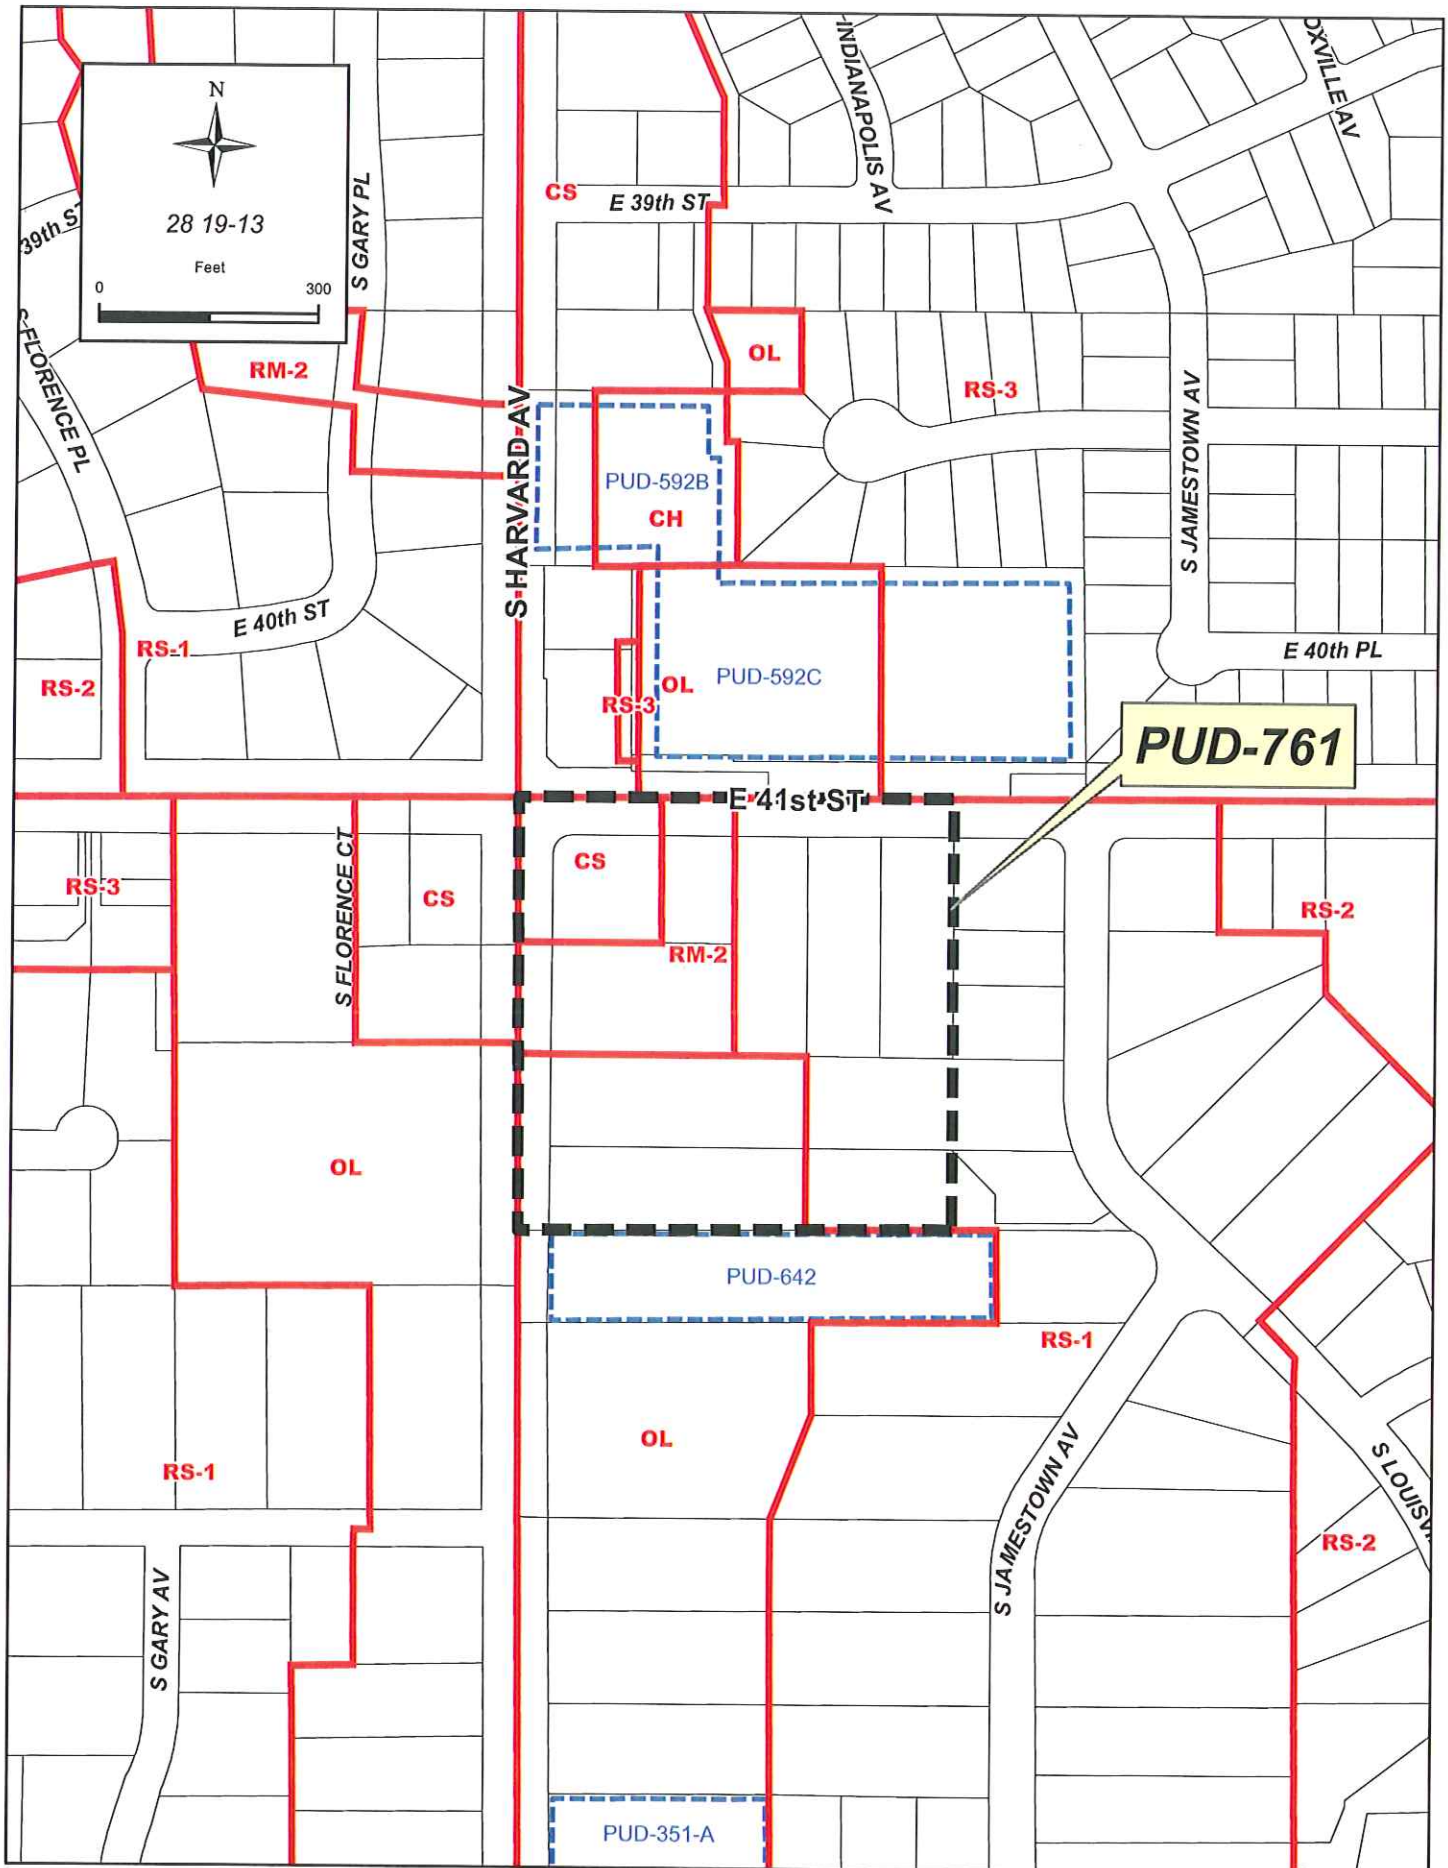 INDIANAPOLIS AV
OXVILLE AV
N
28 19-13
Feet
0
300
39th ST
S GARY PL
CS
E 39th ST
S FLORENCE PL
RM-2
OL
RS-3
S HARVARD AV
PUD-592B
CH
S JAMESTOWN AV
E 40th ST
RS-1
RS-2
E 40th PL
OL
PUD-592C
RS-3
PUD-761
E 41st ST
S FLORENCE CT
CS
RS-3
CS
RS-2
RM-2
OL
PUD-642
RS-1
OL
RS-1
S JAMESTOWN AV
S LOUISV
RS-2
S GARY AV
PUD-351-A